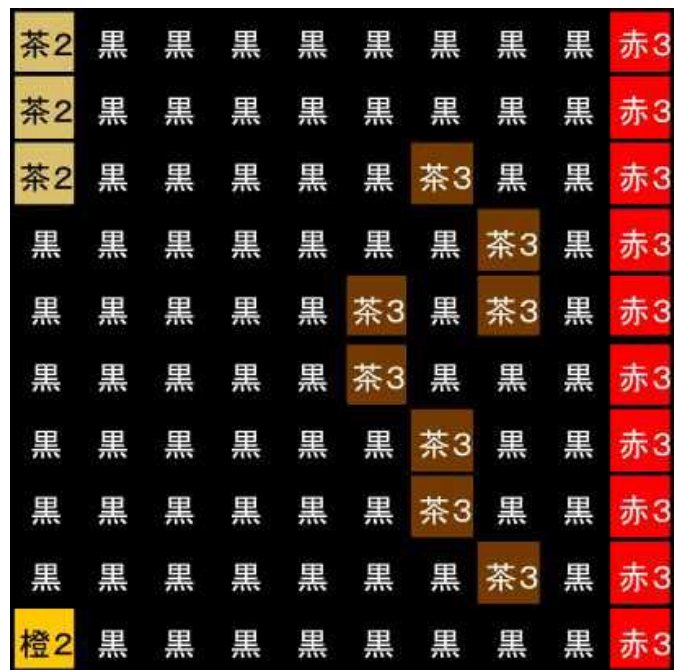 茶2 黒 黒 黒 黒 黒 黒 黒 黒 赤3
茶2 黒 黒 黒 黒 黒 黒 黒 黒 赤3
茶2 黒 黒 黒 黒 黒 茶3 黒 黒 赤3
黒 黒 黒 黒 黒 黒 黒 茶3 黒 赤3
黒 黒 黒 黒 黒 茶3 黒 茶3 黒 赤3
黒 黒 黒 黒 黒 茶3 黒 黒 黒 赤3
黒 黒 黒 黒 黒 黒 茶3 黒 黒 赤3
黒 黒 黒 黒 黒 黒 茶3 黒 黒 赤3
黒 黒 黒 黒 黒 黒 黒 茶3 黒 赤3
橙2 黒 黒 黒 黒 黒 黒 黒 黒 赤3